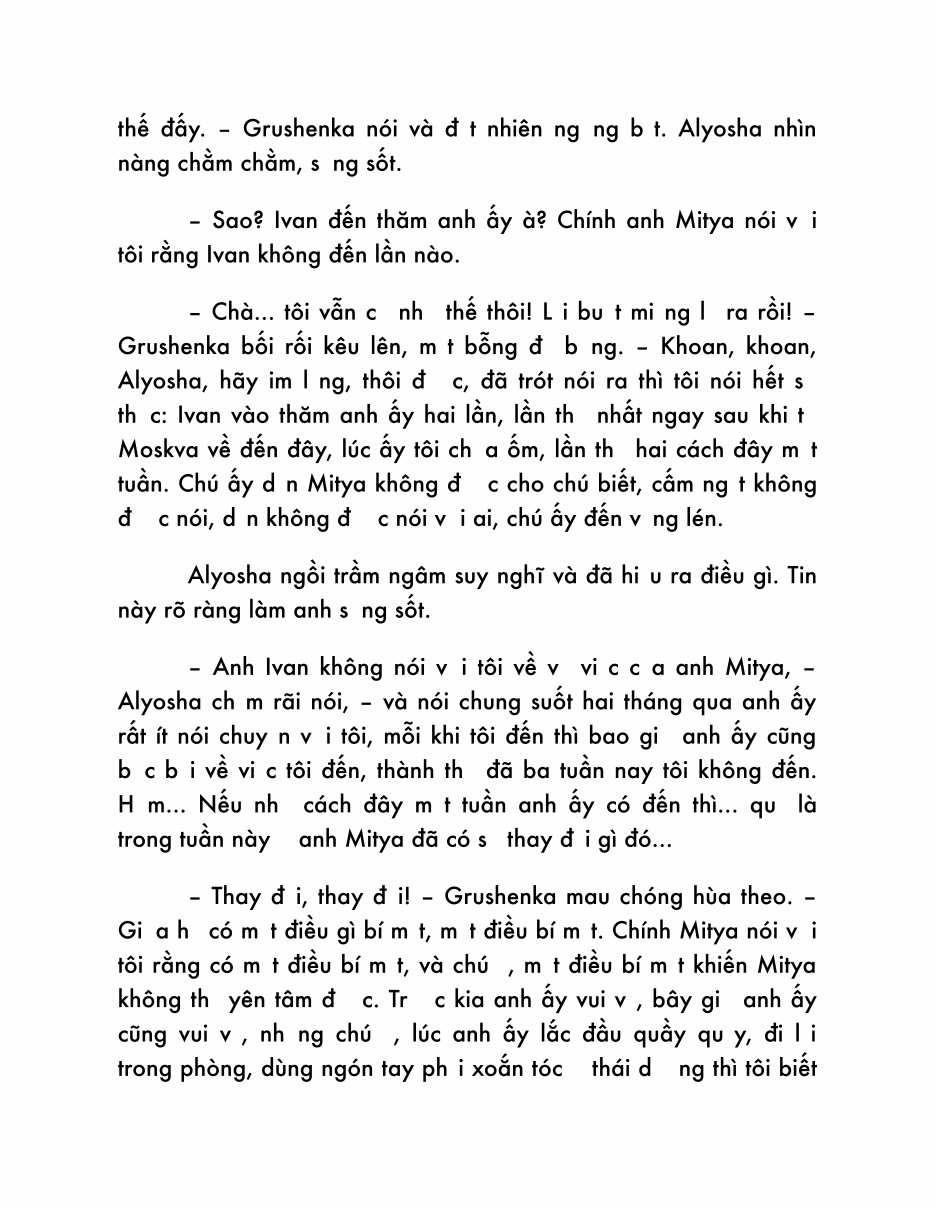 thế đấy. – Grushenka nói và đ t nhiên ng ng b t. Alyosha nhìn
nàng chằm chằm, s ng sốt.
– Sao? Ivan đến thăm anh ấy à? Chính anh Mitya nói v i
tôi rằng Ivan không đến lần nào.
– Chà... tôi vẫn c nh thế thôi! L i bu t mi ng l ra rồi! –
Grushenka bối rối kêu lên, m t bỗng đ b ng. – Khoan, khoan,
Alyosha, hãy im l ng, thôi đ c, đã trót nói ra thì tôi nói hết s
th c: Ivan vào thăm anh ấy hai lần, lần th nhất ngay sau khi t
Moskva về đến đây, lúc ấy tôi ch a ốm, lần th hai cách đây m t
tuần. Chú ấy d n Mitya không đ c cho chú biết, cấm ng t không
đ c nói, d n không đ c nói v i ai, chú ấy đến v ng lén.
Alyosha ngồi trầm ngâm suy nghĩ và đã hi u ra điều gì. Tin
này rõ ràng làm anh s ng sốt.
– Anh Ivan không nói v i tôi về v vi c c a anh Mitya, –
Alyosha ch m rãi nói, – và nói chung suốt hai tháng qua anh ấy
rất ít nói chuy n v i tôi, mỗi khi tôi đến thì bao gi anh ấy cũng
b c b i về vi c tôi đến, thành th đã ba tuần nay tôi không đến.
H m... Nếu nh cách đây m t tuần anh ấy có đến thì... qu là
trong tuần này anh Mitya đã có s thay đ i gì đó...
– Thay đ i, thay đ i! – Grushenka mau chóng hùa theo. –
Gi a h có m t điều gì bí m t, m t điều bí m t. Chính Mitya nói v i
tôi rằng có m t điều bí m t, và chú , m t điều bí m t khiến Mitya
không th yên tâm đ c. Tr c kia anh ấy vui v , bây gi anh ấy
cũng vui v , nh ng chú , lúc anh ấy lắc đầu quầy qu y, đi l i
trong phòng, dùng ngón tay ph i xoắn tóc thái d ng thì tôi biết